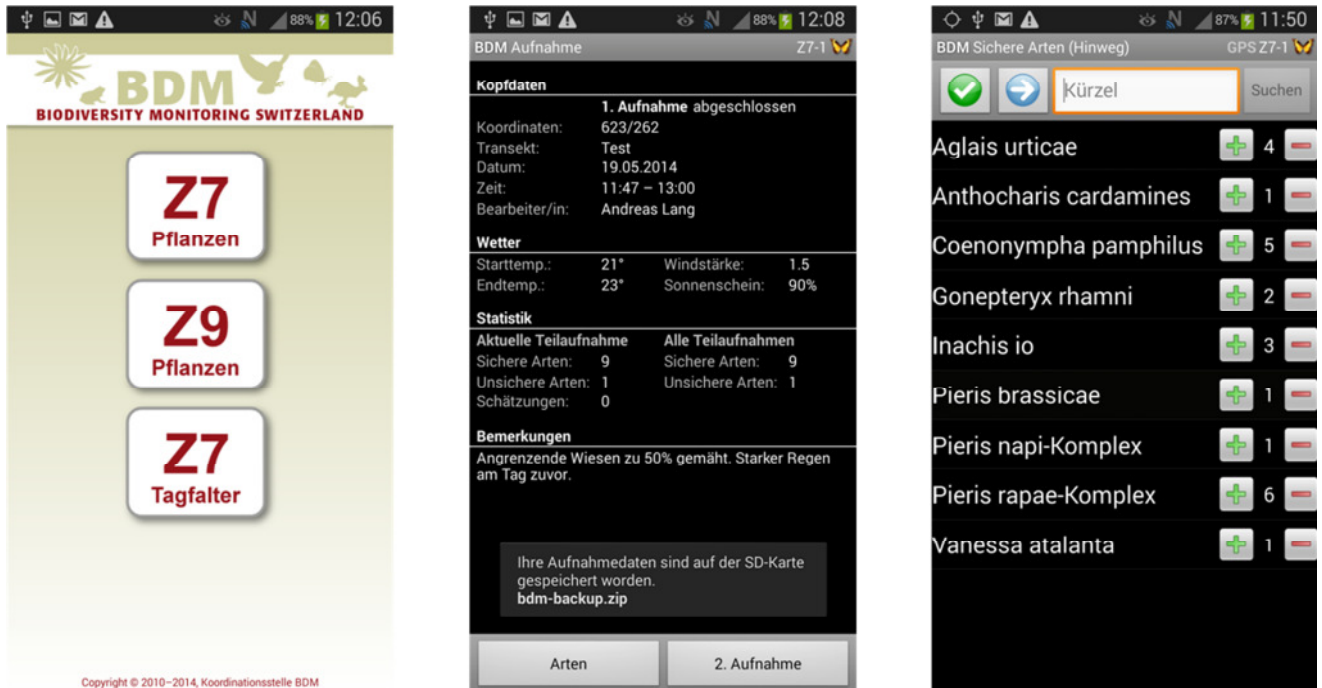 88% 12:06
BDM
BIODIVERSITY MONITORING SWITZERLAND
Z7
Pflanzen
Z9
Pflanzen
Z7
Tagfalter
Copyright © 2010–2014, Koordinationsstelle BDM
88% 12:08
BDM Aufnahme Z7-1
Kopfdaten
1. Aufnahme abgeschlossen
Koordinaten: 623/262
Transekt: Test
Datum: 19.05.2014
Zeit: 11:47 – 13:00
Bearbeiter/in: Andreas Lang
Wetter
Starttemp.: 21° Windstärke: 1.5
Endtemp.: 23° Sonnenschein: 90%
Statistik
Aktuelle Teilaufnahme Alle Teilaufnahmen
Sichere Arten: 9 Sichere Arten: 9
Unsichere Arten: 1 Unsichere Arten: 1
Schätzungen: 0
Bemerkungen
Angrenzende Wiesen zu 50% gemäht. Starker Regen
am Tag zuvor.
Ihre Aufnahmedaten sind auf der SD-Karte
gespeichert worden.
bdm-backup.zip
Arten 2. Aufnahme
87% 11:50
BDM Sichere Arten (Hinweg) GPS Z7-1
Kürzel Suchen
Aglais urticae 4
Anthocharis cardamines 1
Coenonympha pamphilus 5
Gonepteryx rhamni 2
Inachis io 3
Pieris brassicae 1
Pieris napi-Komplex 1
Pieris rapae-Komplex 6
Vanessa atalanta 1